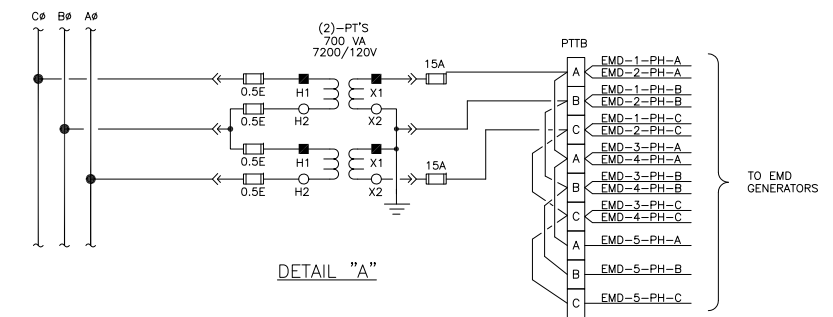 CØ BØ AØ
(2)-PT'S
700 VA
7200/120V
15A
PTTB
0.5E
H1
X1
H2
X2
0.5E
H1
X1
15A
0.5E
H2
X2
A
EMD-1-PH-A
EMD-2-PH-A
B
EMD-1-PH-B
EMD-2-PH-B
C
EMD-1-PH-C
EMD-2-PH-C
A
EMD-3-PH-A
EMD-4-PH-A
B
EMD-3-PH-B
EMD-4-PH-B
C
EMD-3-PH-C
EMD-4-PH-C
A
EMD-5-PH-A
B
EMD-5-PH-B
C
EMD-5-PH-C
TO EMD
GENERATORS
DETAIL "A"